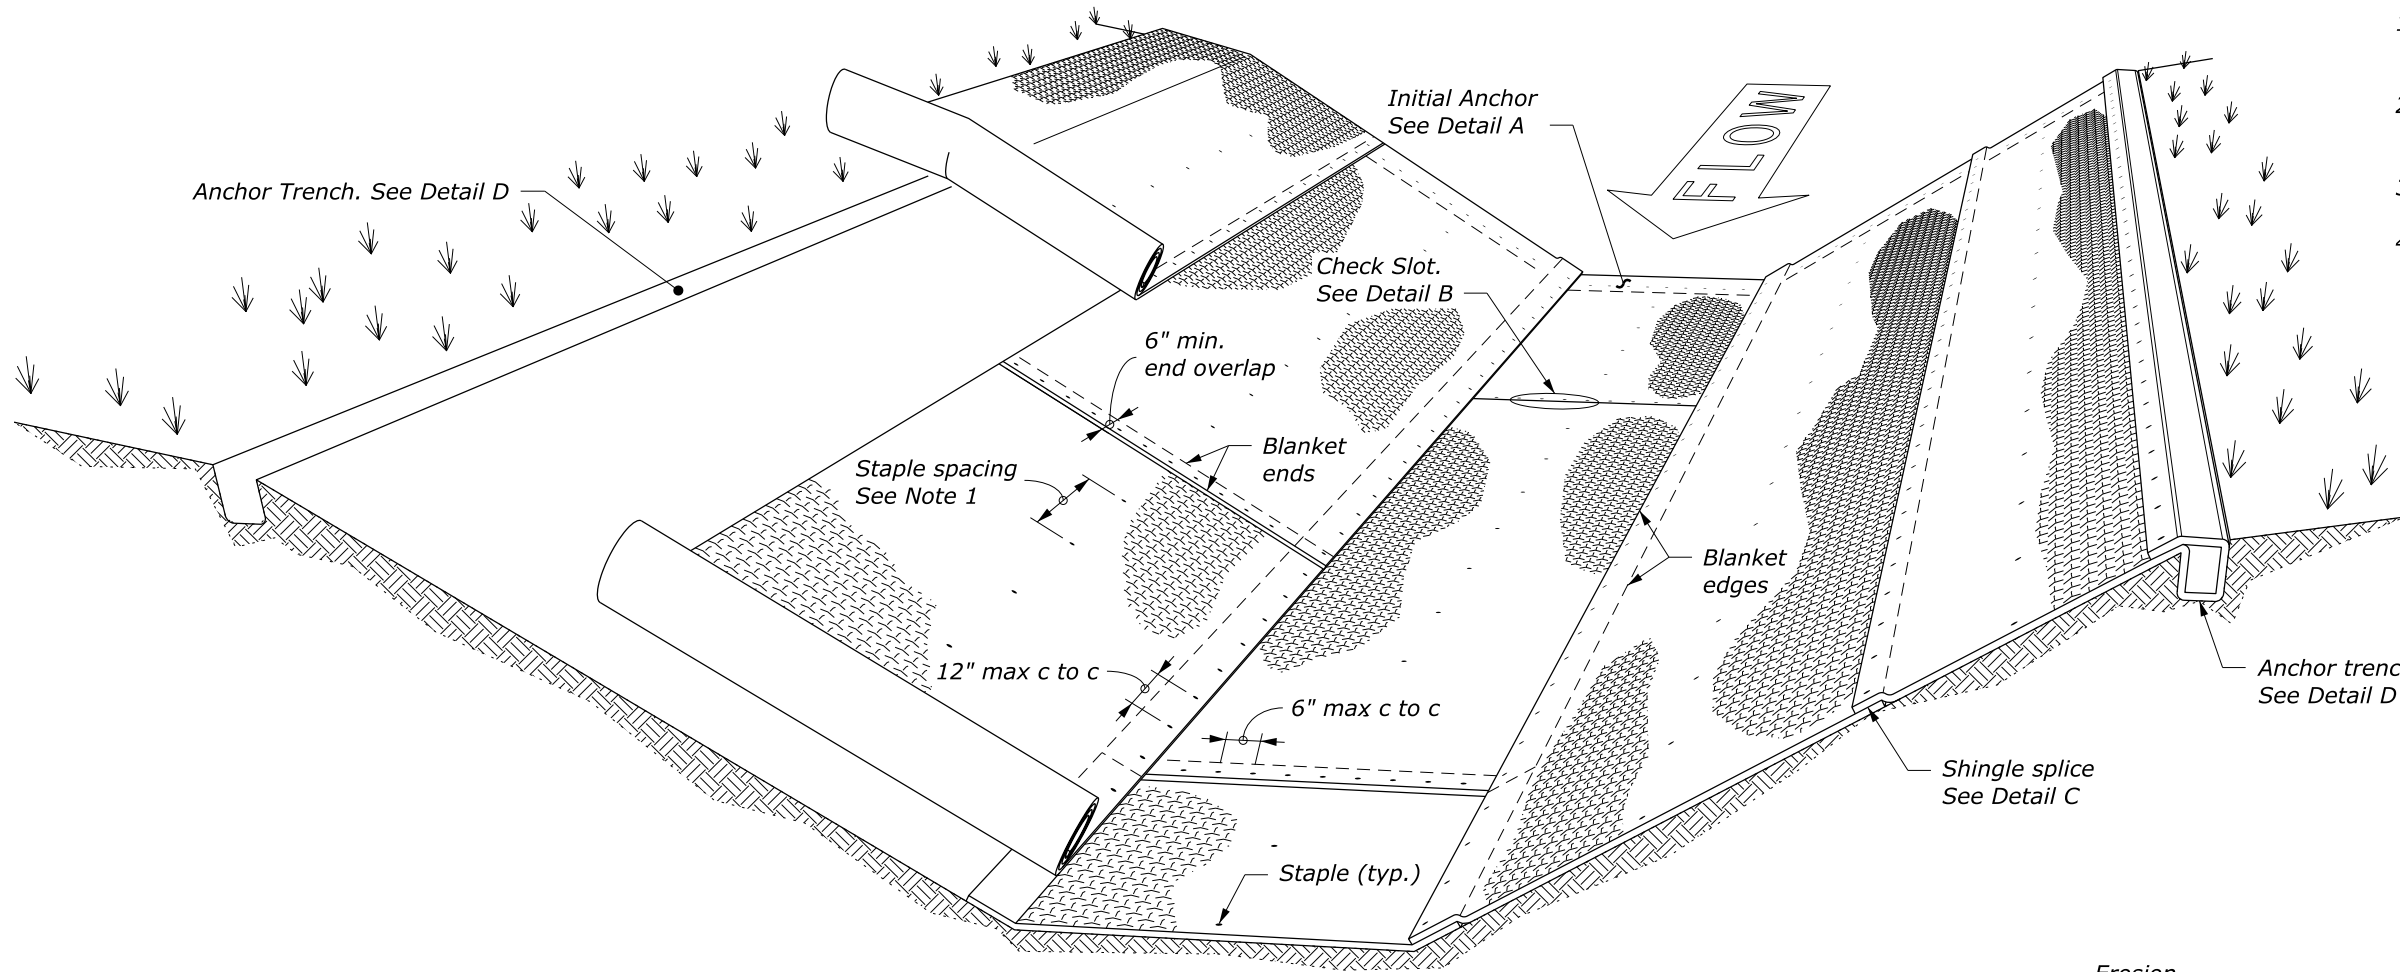 Initial Anchor
See Detail A
FLOW
Anchor Trench. See Detail D
Check Slot.
See Detail B
6" min.
end overlap
Blanket
ends
Staple spacing
See Note 1
Blanket
edges
12" max c to c
6" max c to c
Anchor
See Detail D
Shingle splice
See Detail C
Staple (typ.)
Erosion